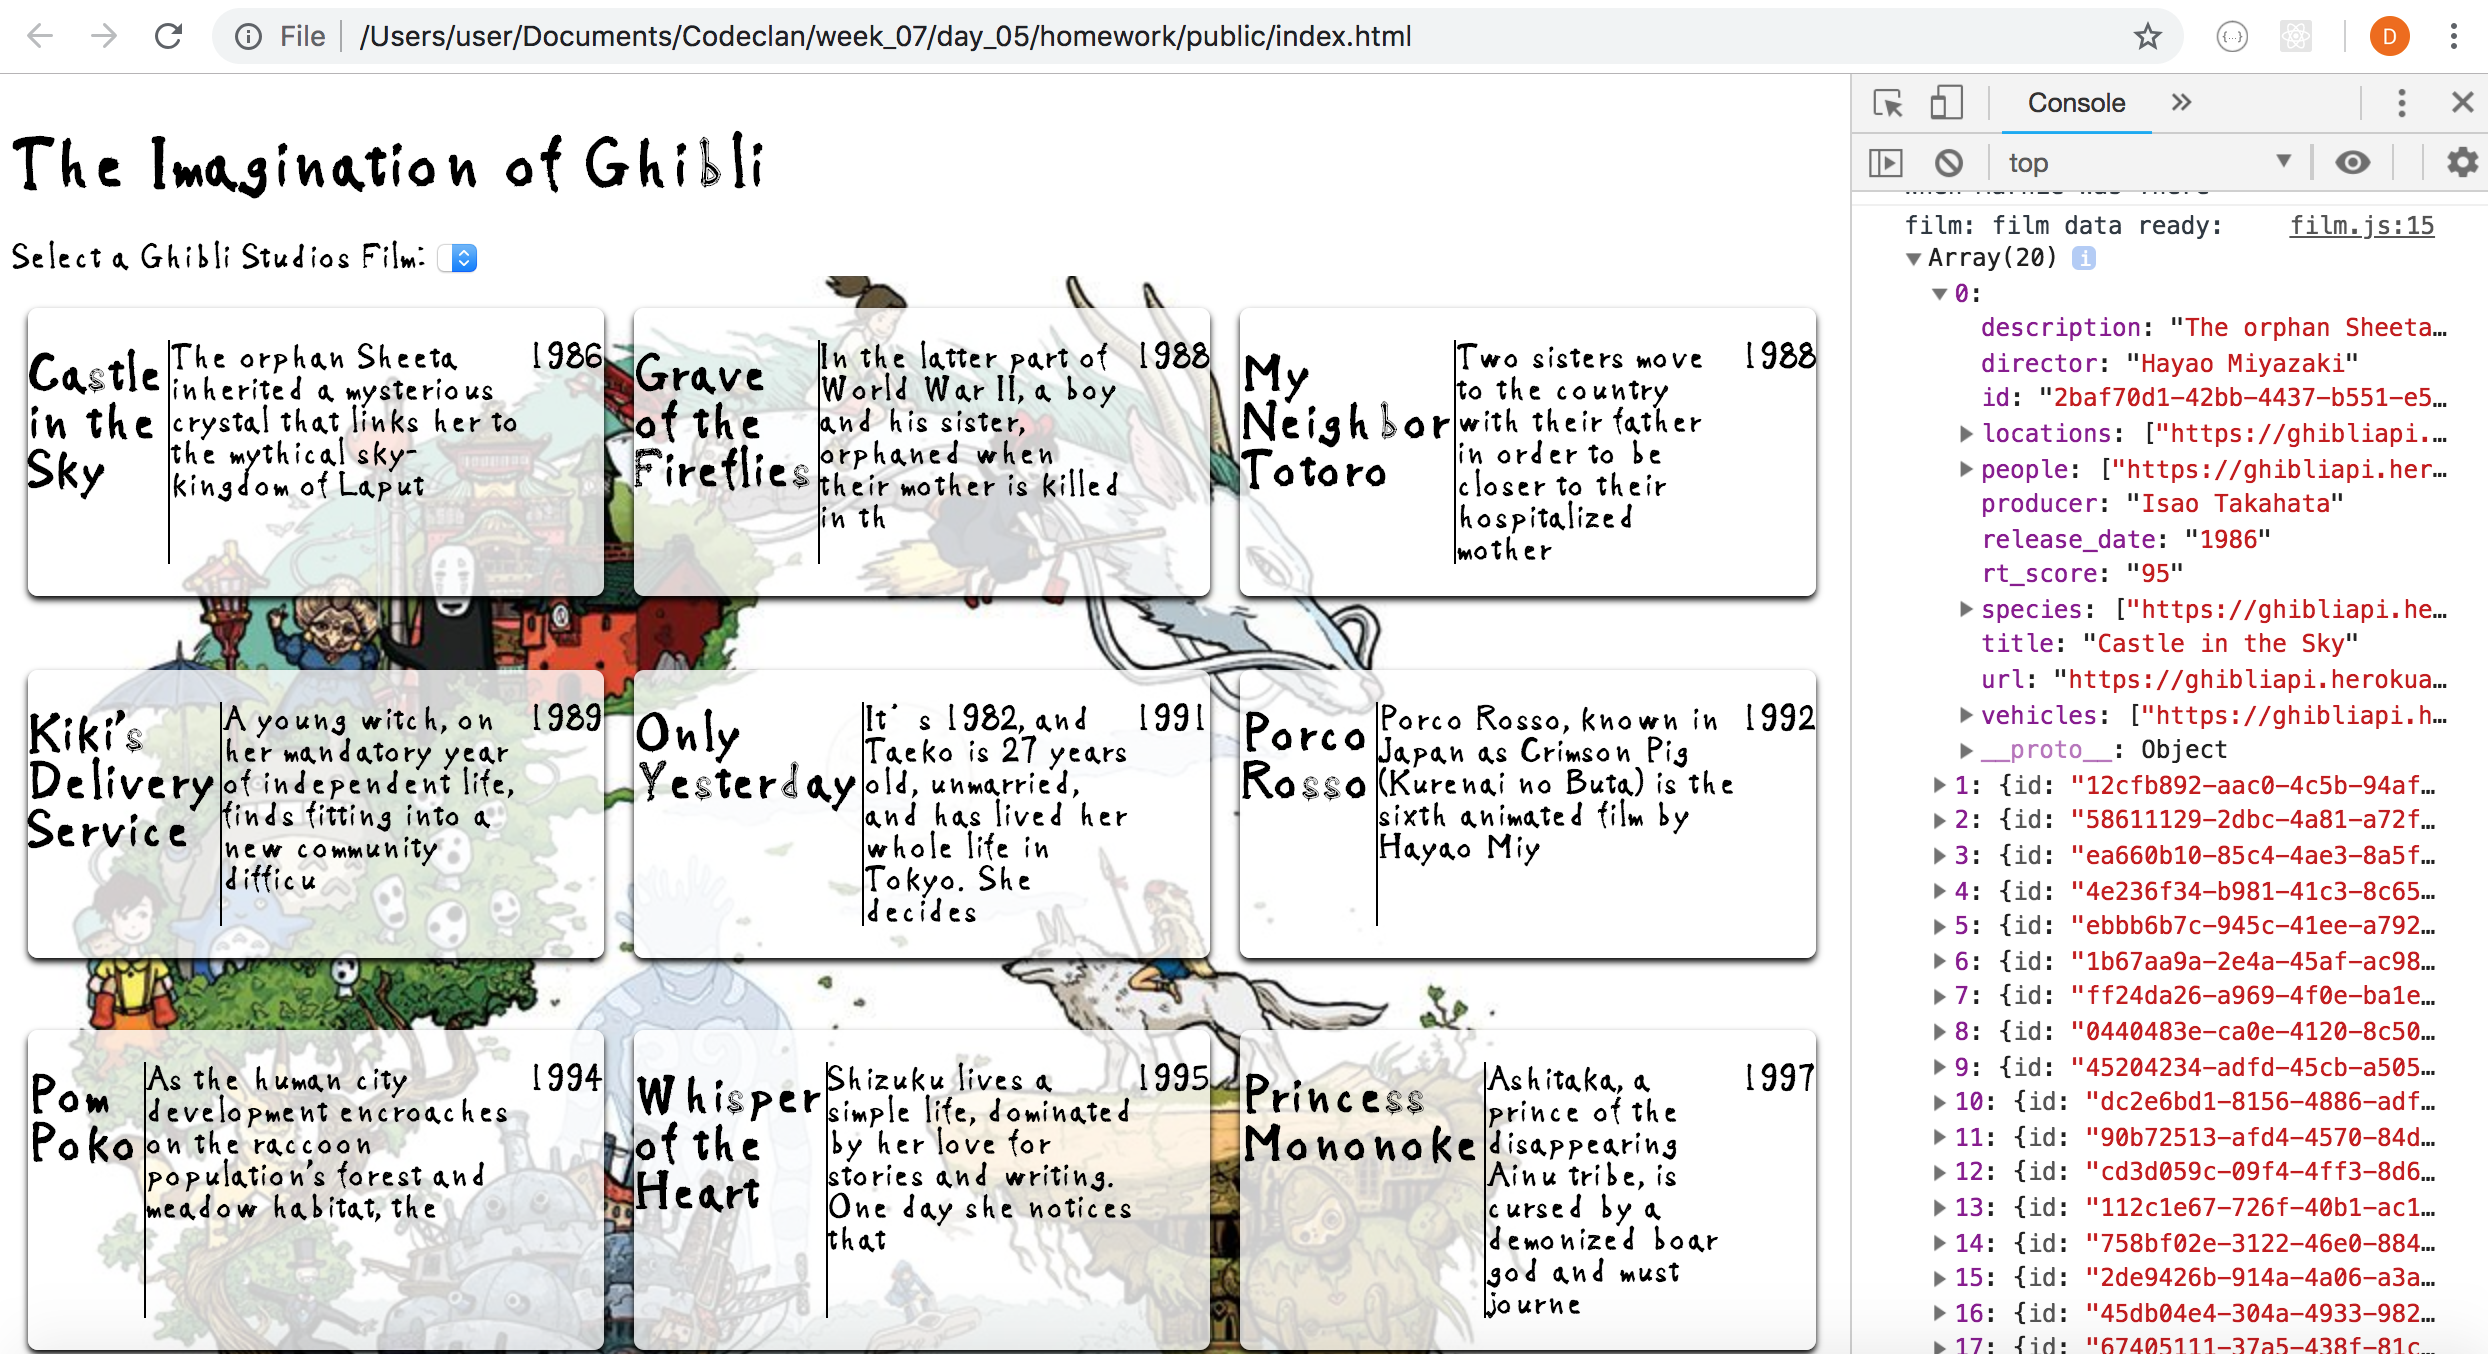 File /Users/user/Documents/Codeclan/week_07/day_05/homework/public/index.html
D
The Imagination of Ghibli
Select a Ghibli Studios Film:
Castle
in the
Sky
The orphan Sheeta
inherited a mysterious
crystal that links her to
the mythical sky-
kingdom of Laput
1986
Grave
of the
Fireflies
In the latter part of
World War II, a boy
and his sister,
orphaned when
their mother is killed
in th
1988
My
Neighbor
Totoro
Two sisters move
to the country
with their father
in order to be
closer to their
hospitalized
mother
1988
Kiki's
Delivery
Service
A young witch, on
her mandatory year
of independent life,
finds fitting into a
new community
difficu
1989
Only
Yesterday
It’s 1982, and
Taeko is 27 years
old, unmarried,
and has lived her
whole life in
Tokyo. She
decides
1991
Porco
Rosso
Porco Rosso, known in
Japan as Crimson Pig
(Kurenai no Buta) is the
sixth animated film by
Hayao Miy
1992
Pom
Poko
As the human city
development encroaches
on the raccoon
population's forest and
meadow habitat, the
1994
Whisper
of the
Heart
Shizuku lives a
simple life, dominated
by her love for
stories and writing.
One day she notices
that
1995
Princess
Mononoke
Ashitaka, a
prince of the
disappearing
Ainu tribe, is
cursed by a
demonized boar
god and must
journe
1997
Console
top
film: film data ready: film.js:15
Array(20) i
0:
description: "The orphan Sheeta…
director: "Hayao Miyazaki"
id: "2baf70d1-42bb-4437-b551-e5…
locations: ["https://ghibliapi.…
people: ["https://ghibliapi.her…
producer: "Isao Takahata"
release_date: "1986"
rt_score: "95"
species: ["https://ghibliapi.he…
title: "Castle in the Sky"
url: "https://ghibliapi.herokua…
vehicles: ["https://ghibliapi.h…
__proto__: Object
1: {id: "12cfb892-aac0-4c5b-94af…
2: {id: "58611129-2dbc-4a81-a72f…
3: {id: "ea660b10-85c4-4ae3-8a5f…
4: {id: "4e236f34-b981-41c3-8c65…
5: {id: "ebbb6b7c-945c-41ee-a792…
6: {id: "1b67aa9a-2e4a-45af-ac98…
7: {id: "ff24da26-a969-4f0e-ba1e…
8: {id: "0440483e-ca0e-4120-8c50…
9: {id: "45204234-adfd-45cb-a505…
10: {id: "dc2e6bd1-8156-4886-adf…
11: {id: "90b72513-afd4-4570-84d…
12: {id: "cd3d059c-09f4-4ff3-8d6…
13: {id: "112c1e67-726f-40b1-ac1…
14: {id: "758bf02e-3122-46e0-884…
15: {id: "2de9426b-914a-4a06-a3a…
16: {id: "45db04e4-304a-4933-982…
17: {id: "67405111-37a5-438f-81c…